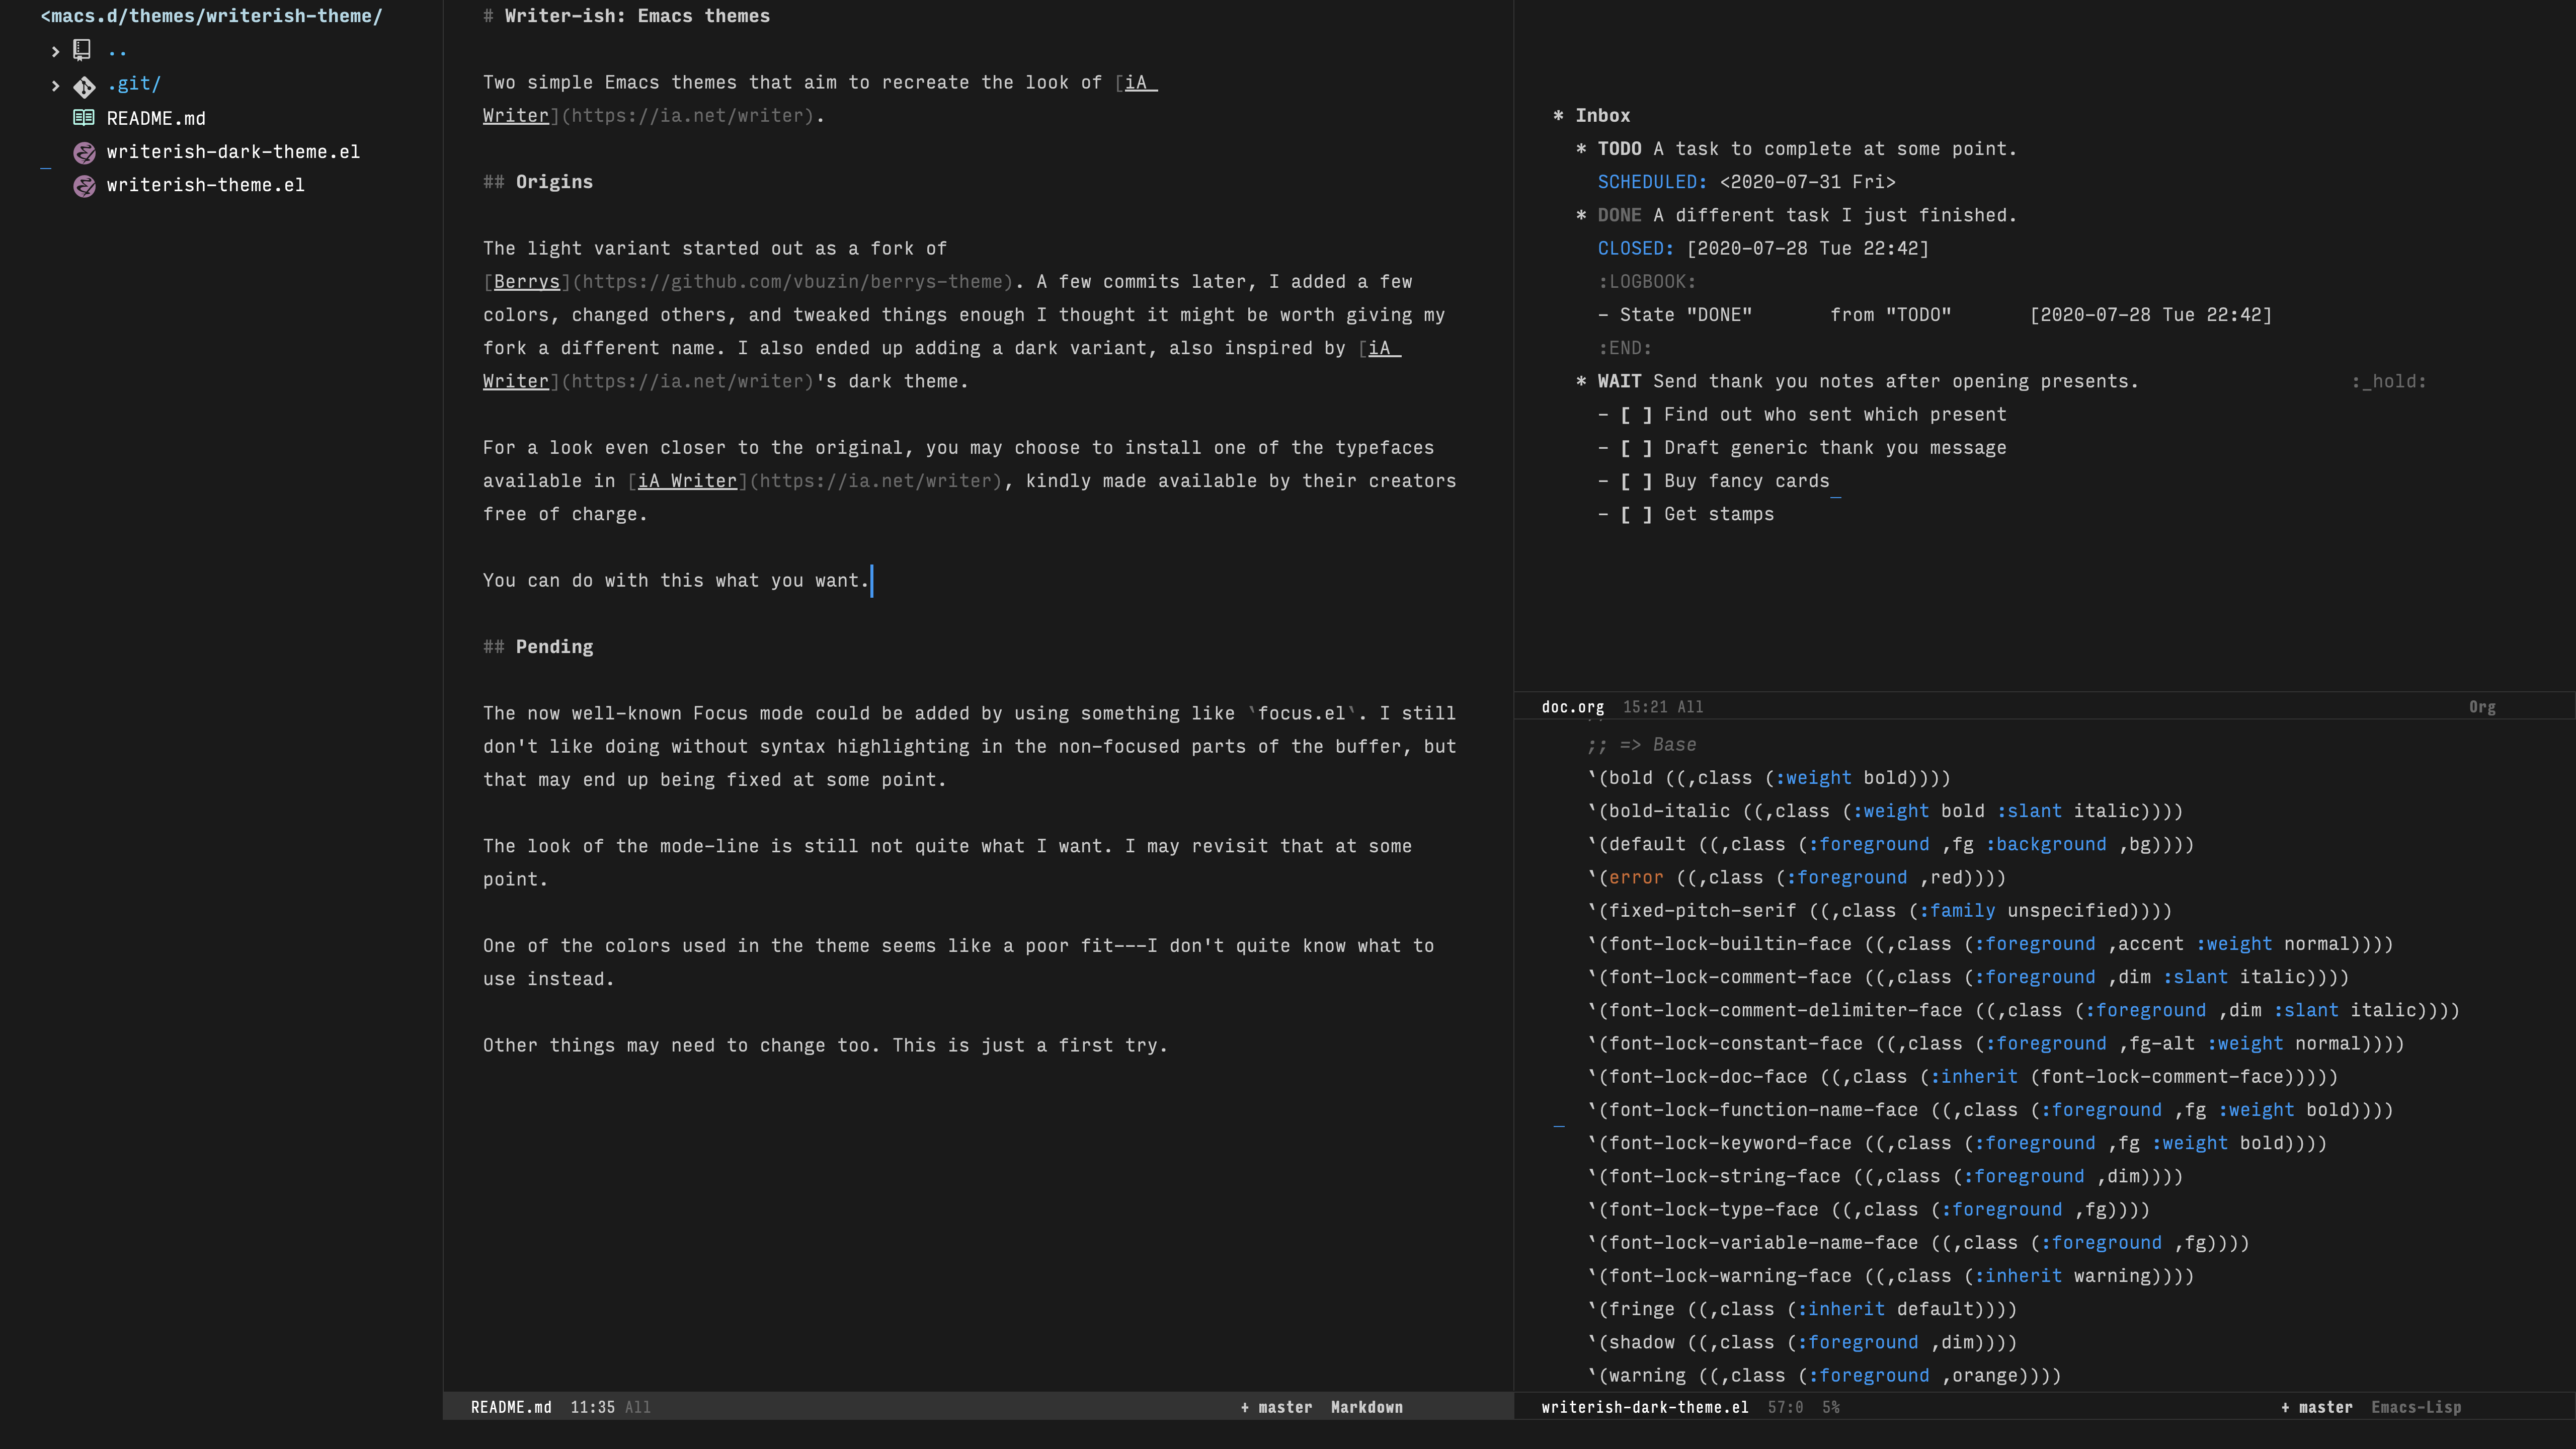 <macs.d/themes/writerish-theme/
..
.git/
README.md
writerish-dark-theme.el
writerish-theme.el
# Writer-ish: Emacs themes
Two simple Emacs themes that aim to recreate the look of [iA
Writer](https://ia.net/writer).
## Origins
The light variant started out as a fork of
[Berrys](https://github.com/vbuzin/berrys-theme). A few commits later, I added a few
colors, changed others, and tweaked things enough I thought it might be worth giving my
fork a different name. I also ended up adding a dark variant, also inspired by [iA
Writer](https://ia.net/writer)'s dark theme.
For a look even closer to the original, you may choose to install one of the typefaces
available in [iA Writer](https://ia.net/writer), kindly made available by their creators
free of charge.
You can do with this what you want.
## Pending
The now well-known Focus mode could be added by using something like `focus.el`. I still
don't like doing without syntax highlighting in the non-focused parts of the buffer, but
that may end up being fixed at some point.
The look of the mode-line is still not quite what I want. I may revisit that at some
point.
One of the colors used in the theme seems like a poor fit---I don't quite know what to
use instead.
Other things may need to change too. This is just a first try.
README.md 11:35 All + master Markdown
* Inbox
* TODO A task to complete at some point.
SCHEDULED: <2020-07-31 Fri>
* DONE A different task I just finished.
CLOSED: [2020-07-28 Tue 22:42]
:LOGBOOK:
- State "DONE" from "TODO" [2020-07-28 Tue 22:42]
:END:
* WAIT Send thank you notes after opening presents. :_hold:
- [ ] Find out who sent which present
- [ ] Draft generic thank you message
- [ ] Buy fancy cards
- [ ] Get stamps
doc.org 15:21 All Org
;; => Base
`(bold ((,class (:weight bold))))
`(bold-italic ((,class (:weight bold :slant italic))))
`(default ((,class (:foreground ,fg :background ,bg))))
`(error ((,class (:foreground ,red))))
`(fixed-pitch-serif ((,class (:family unspecified))))
`(font-lock-builtin-face ((,class (:foreground ,accent :weight normal))))
`(font-lock-comment-face ((,class (:foreground ,dim :slant italic))))
`(font-lock-comment-delimiter-face ((,class (:foreground ,dim :slant italic))))
`(font-lock-constant-face ((,class (:foreground ,fg-alt :weight normal))))
`(font-lock-doc-face ((,class (:inherit (font-lock-comment-face)))))
`(font-lock-function-name-face ((,class (:foreground ,fg :weight bold))))
`(font-lock-keyword-face ((,class (:foreground ,fg :weight bold))))
`(font-lock-string-face ((,class (:foreground ,dim))))
`(font-lock-type-face ((,class (:foreground ,fg))))
`(font-lock-variable-name-face ((,class (:foreground ,fg))))
`(font-lock-warning-face ((,class (:inherit warning))))
`(fringe ((,class (:inherit default))))
`(shadow ((,class (:foreground ,dim))))
`(warning ((,class (:foreground ,orange))))
writerish-dark-theme.el 57:0 5% + master Emacs-Lisp